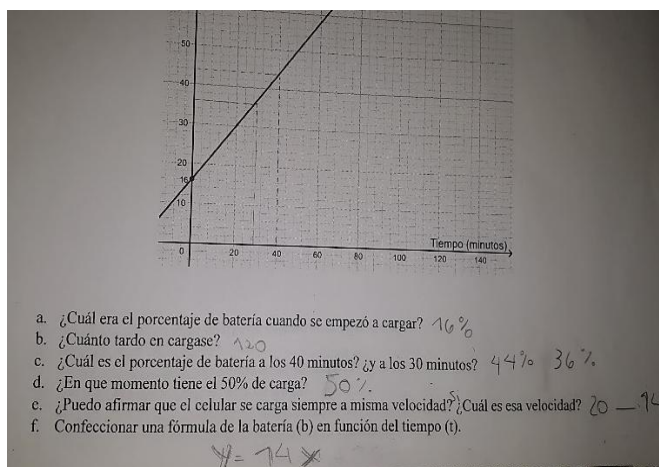 50
40
30
20
16
10
Tiempo (minutos)
0 20 40 60 80 100 120 140
a. ¿Cuál era el porcentaje de batería cuando se empezó a cargar? 16%
b. ¿Cuánto tardo en cargase? 120
c. ¿Cuál es el porcentaje de batería a los 40 minutos? ¿y a los 30 minutos? 44% 36%
d. ¿En que momento tiene el 50% de carga? 50%
e. ¿Puedo afirmar que el celular se carga siempre a misma velocidad? ¿Cuál es esa velocidad? 20 — 14
f. Confeccionar una fórmula de la batería (b) en función del tiempo (t).
y = 14 x